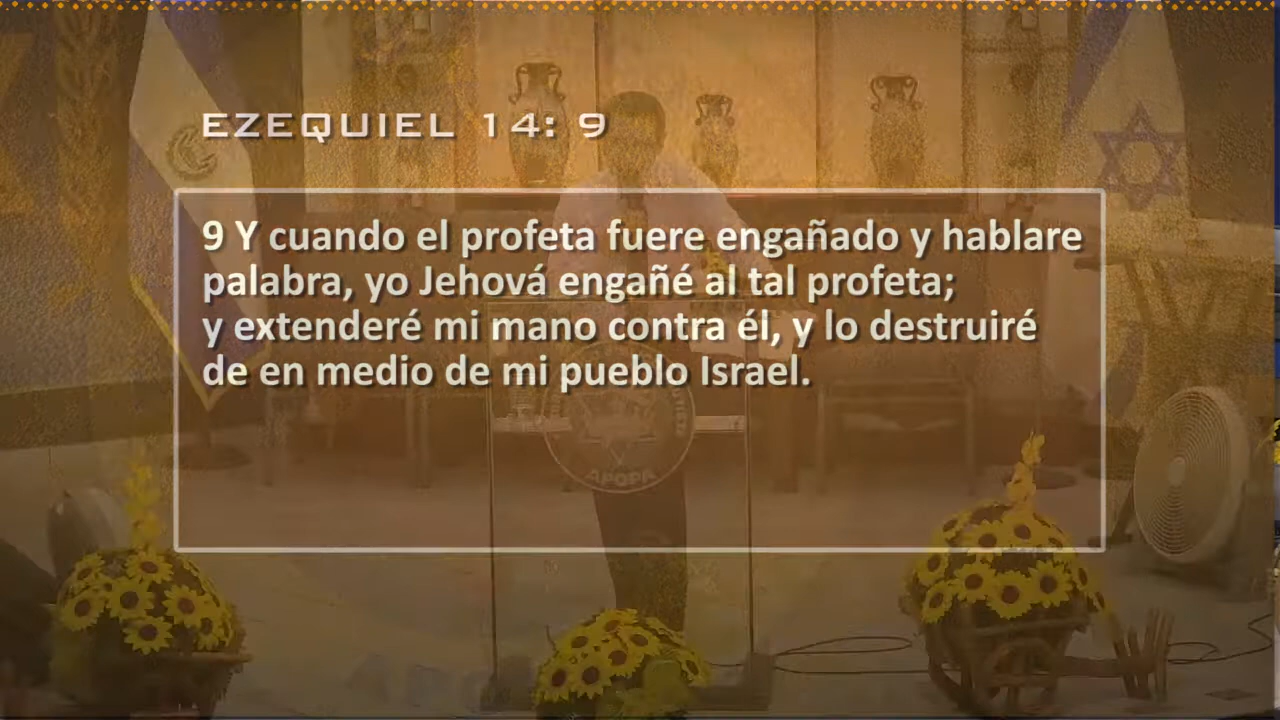 EZEQUIEL 14: 9
9 Y cuando el profeta fuere engañado y hablare
palabra, yo Jehová engañé al tal profeta;
y extenderé mi mano contra él, y lo destruiré
de en medio de mi pueblo Israel.
APOPA